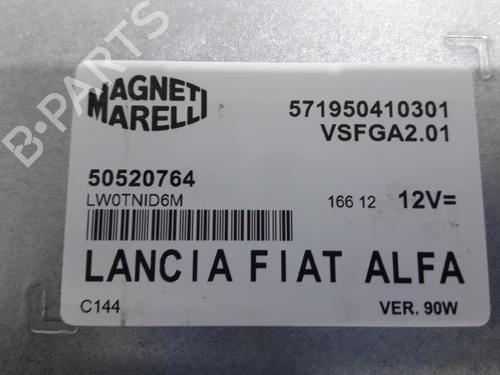 B-PARTS
MAGNETI
MARELLI
571950410301
VSFGA2.01
50520764
LW0TNID6M
166 12 12V=
LANCIA FIAT ALFA
C144
VER. 90W